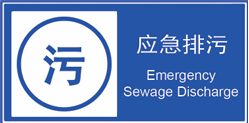 污
应急排污
Emergency
Sewage Discharge